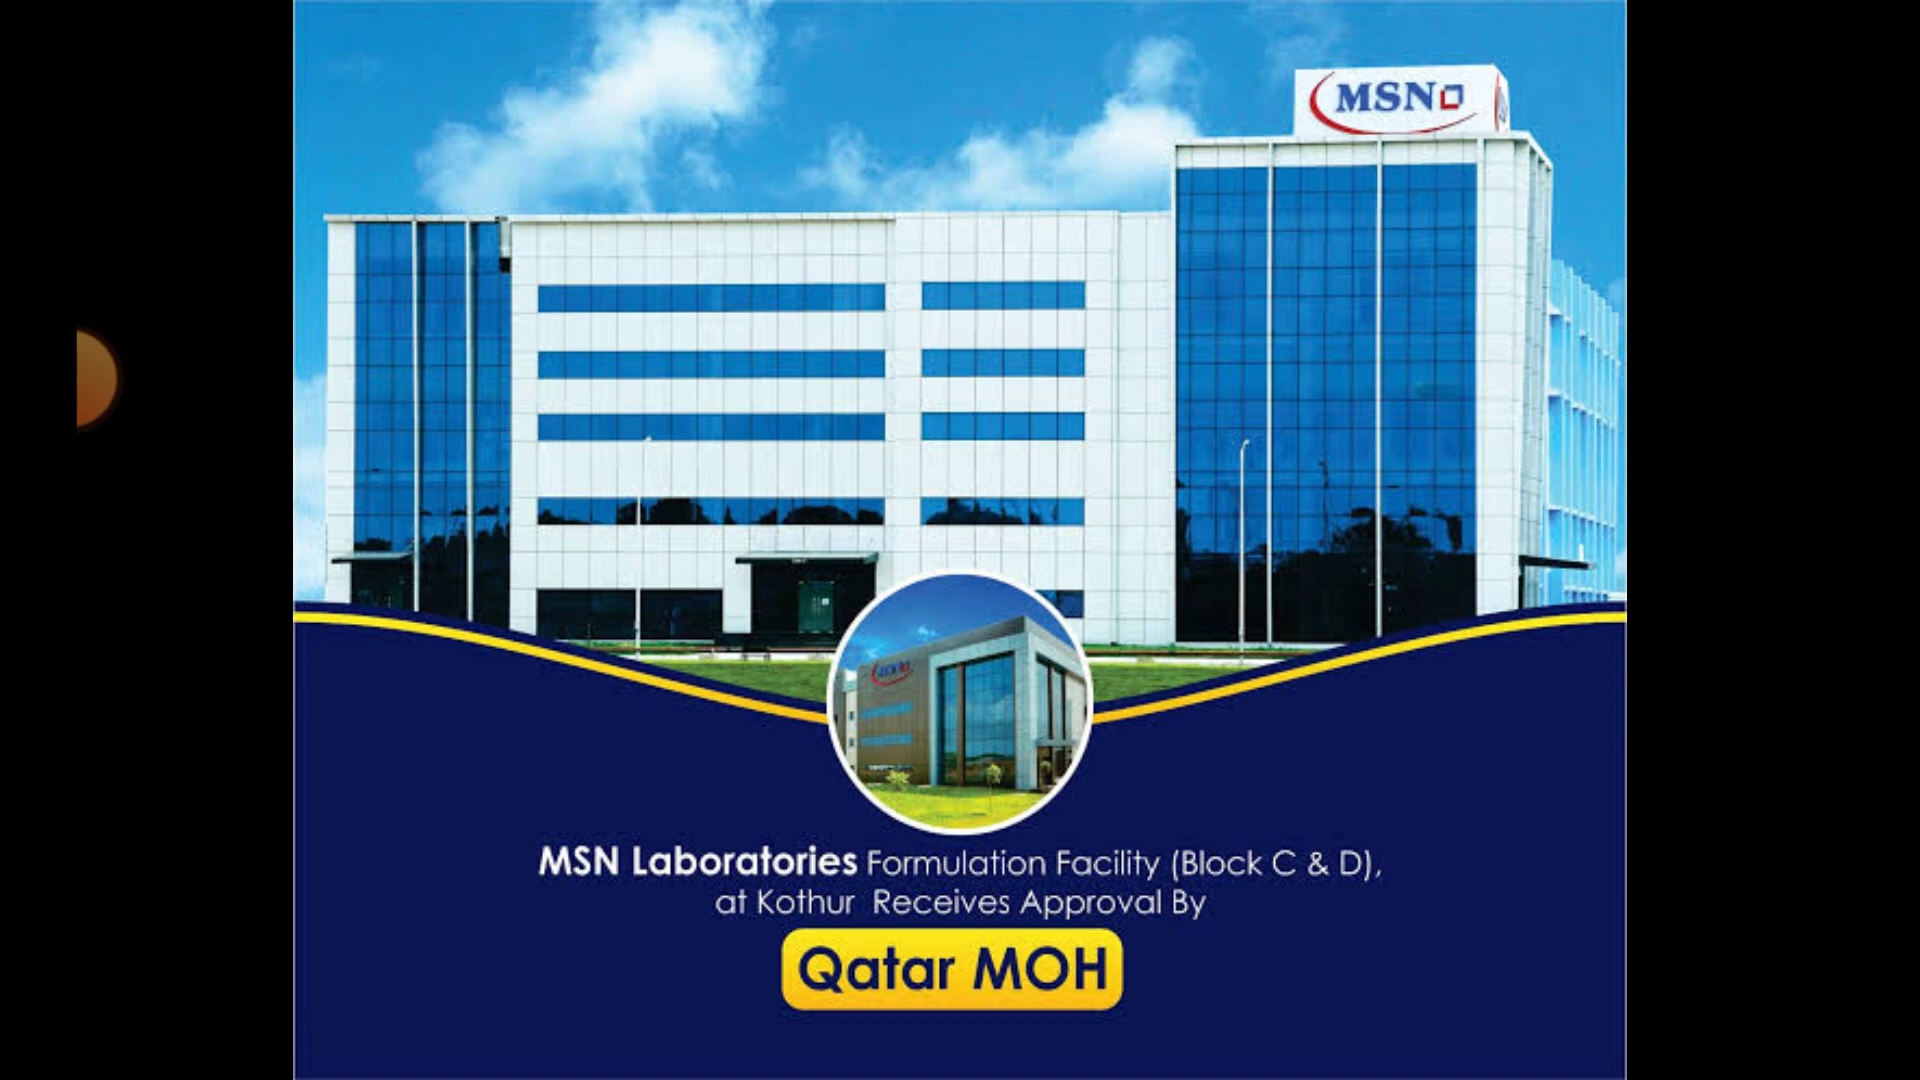 MSN
MSN Laboratories Formulation Facility (Block C & D),
at Kothur Receives Approval By
Qatar MOH